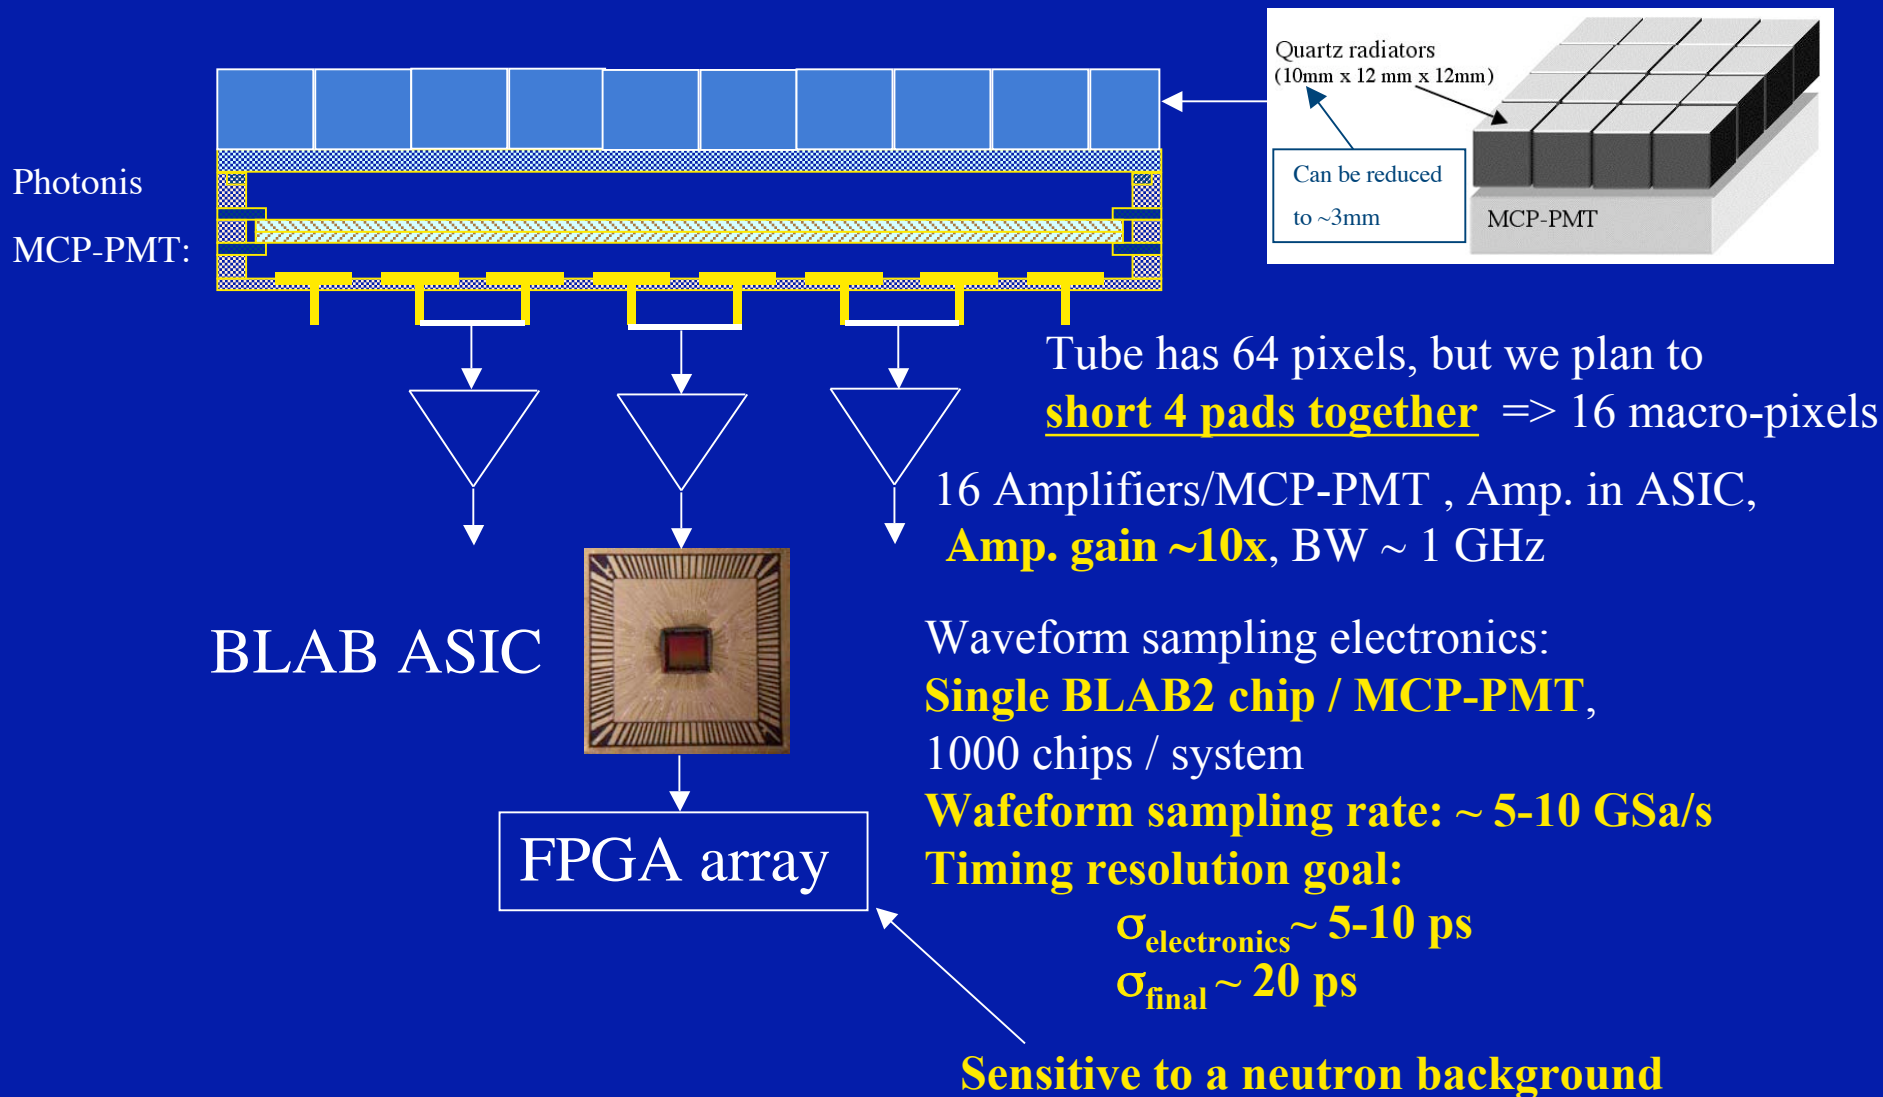 Quartz radiators
(10mm x 12 mm x 12mm)
Can be reduced
to ~3mm
MCP-PMT
Photonis
MCP-PMT:
Tube has 64 pixels, but we plan to
short 4 pads together => 16 macro-pixels
16 Amplifiers/MCP-PMT , Amp. in ASIC,
Amp. gain ~10x, BW ~ 1 GHz
BLAB ASIC
Waveform sampling electronics:
Single BLAB2 chip / MCP-PMT,
1000 chips / system
Wafeform sampling rate: ~ 5-10 GSa/s
Timing resolution goal:
σelectronics ~ 5-10 ps
σfinal ~ 20 ps
FPGA array
Sensitive to a neutron background